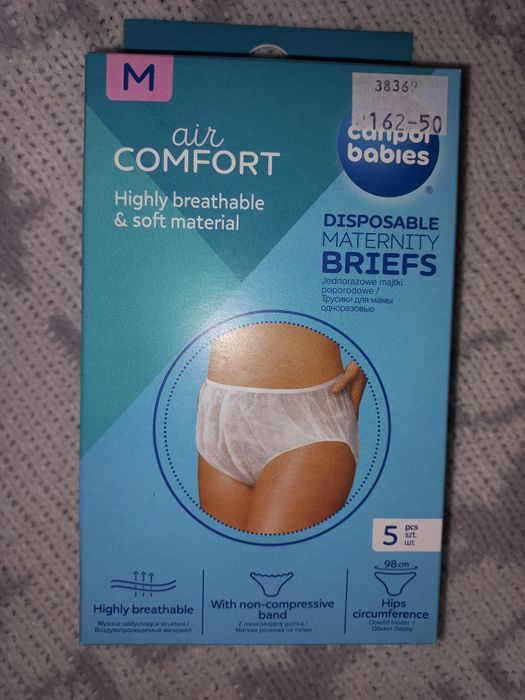 M
38369
162-50
canpol
babies
®
air
COMFORT
Highly breathable
& soft material
DISPOSABLE
MATERNITY
BRIEFS
Jednorazowe majtki
poporodowe /
Трусики для мамы
одноразовые
5 pcs
szt.
шт.
98 cm
Highly breathable
Wysoce oddychająca struktura /
Воздухопроницаемый материал
With non-compressive
band
Z nieuciskającą gumką /
Мягкая резинка на талии
Hips
circumference
Obwód bioder /
Обхват бедер